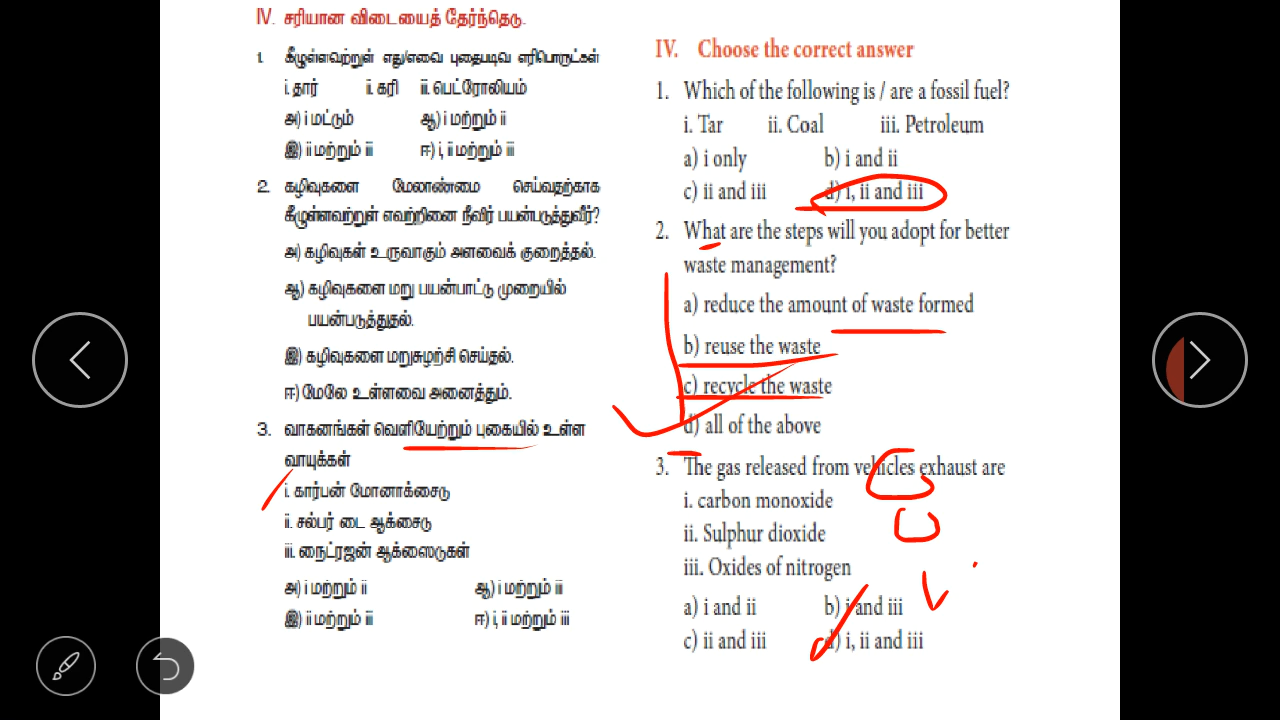 IV. சரியான விடையைத் தேர்ந்தெடு.
1. கீழுள்ளவற்றுள் எது/எவை புதைபடிவ எரிபொருட்கள்
i. தார் ii. கரி iii. பெட்ரோலியம்
அ) i மட்டும் ஆ) i மற்றும் ii
இ) ii மற்றும் iii ஈ) i, ii மற்றும் iii
2. கழிவுகளை மேலாண்மை செய்வதற்காக
கீழுள்ளவற்றுள் எவற்றினை நீவிர் பயன்படுத்துவீர்?
அ) கழிவுகள் உருவாகும் அளவைக் குறைத்தல்.
ஆ) கழிவுகளை மறு பயன்பாட்டு முறையில்
பயன்படுத்துதல்.
இ) கழிவுகளை மறுசுழற்சி செய்தல்.
ஈ) மேலே உள்ளவை அனைத்தும்.
3. வாகனங்கள் வெளியேற்றும் புகையில் உள்ள
வாயுக்கள்
i. கார்பன் மோனாக்சைடு
ii. சல்பர் டை ஆக்சைடு
iii. நைட்ரஜன் ஆக்ஸைடுகள்
அ) i மற்றும் ii ஆ) i மற்றும் iii
இ) ii மற்றும் iii ஈ) i, ii மற்றும் iii
IV. Choose the correct answer
1. Which of the following is / are a fossil fuel?
i. Tar ii. Coal iii. Petroleum
a) i only b) i and ii
c) ii and iii d) i, ii and iii
2. What are the steps will you adopt for better
waste management?
a) reduce the amount of waste formed
b) reuse the waste
c) recycle the waste
d) all of the above
3. The gas released from vehicles exhaust are
i. carbon monoxide
ii. Sulphur dioxide
iii. Oxides of nitrogen
a) i and ii b) i and iii
c) ii and iii d) i, ii and iii